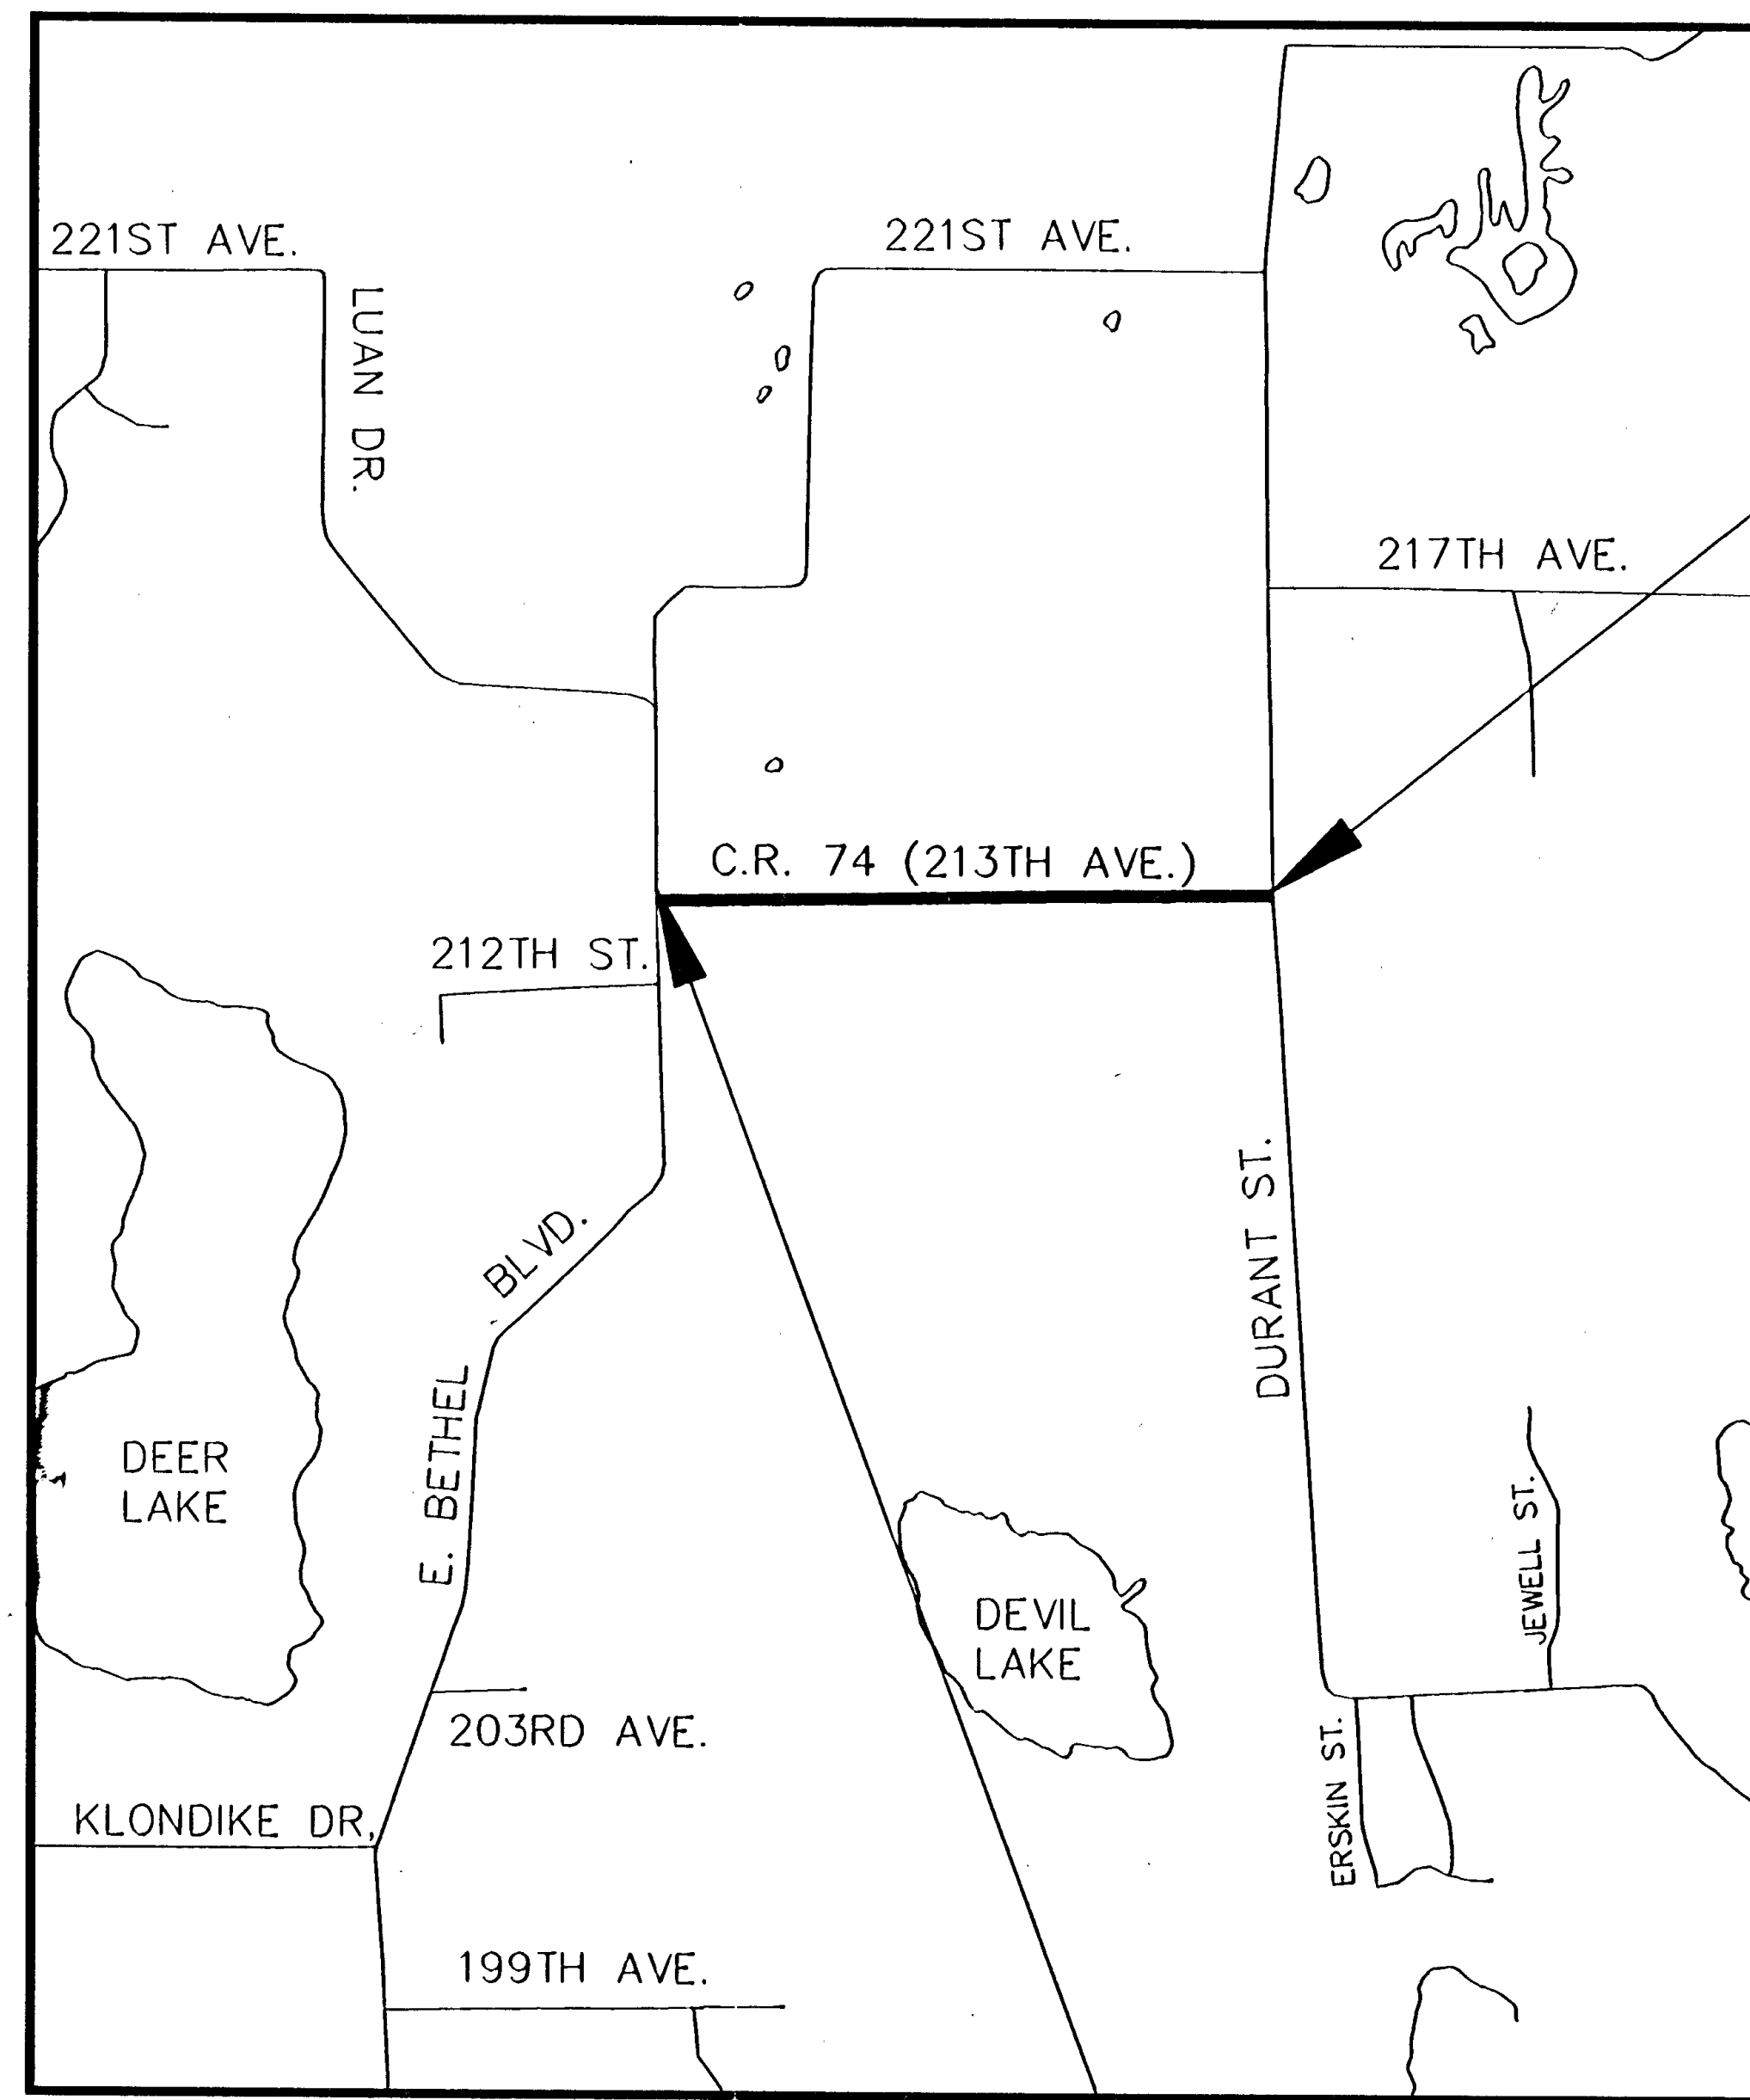 221ST AVE.
221ST AVE.
LUAN DR.
217TH AVE.
C.R. 74 (213TH AVE.)
212TH ST.
BLVD.
DURANT ST.
E. BETHEL
DEER
LAKE
JEWELL ST.
DEVIL
LAKE
203RD AVE.
ERSKIN ST.
KLONDIKE DR.
199TH AVE.